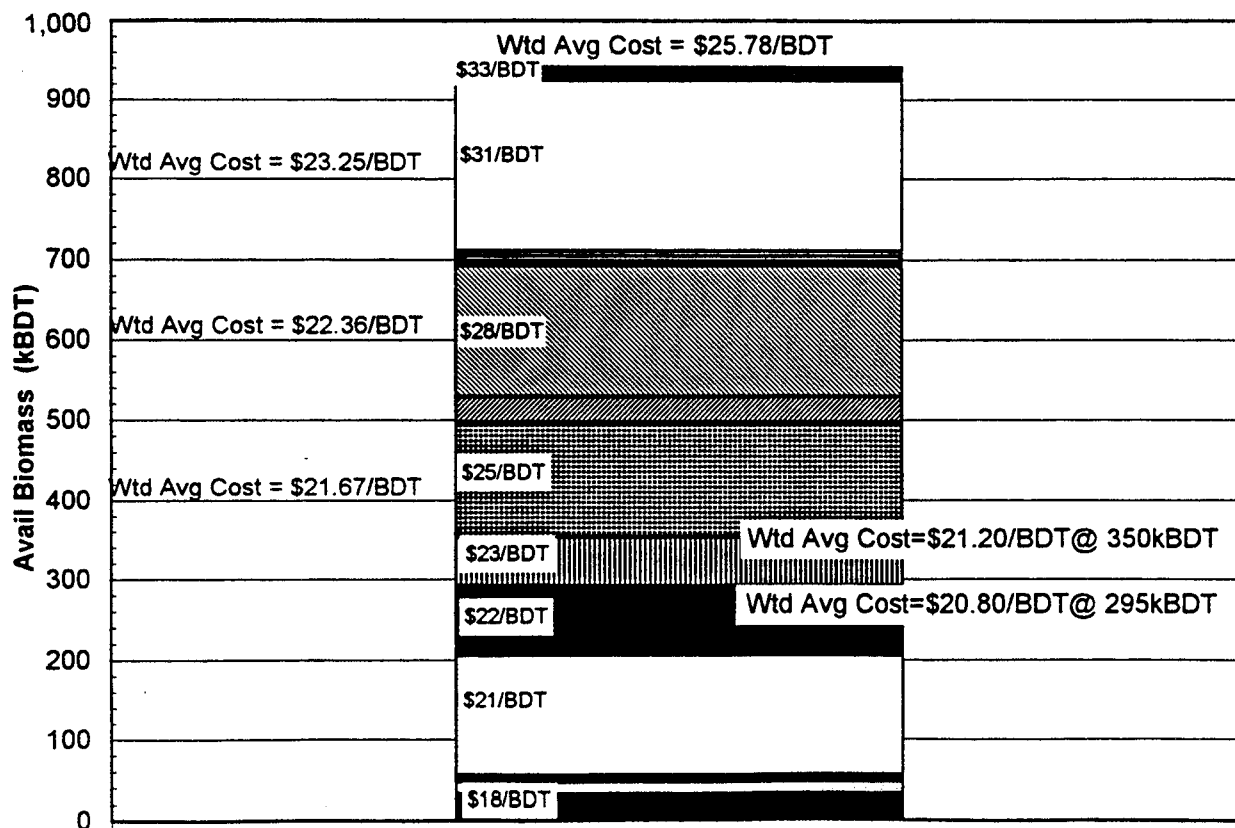 1,000
Wtd Avg Cost = $25.78/BDT
$33/BDT
900
Wtd Avg Cost = $23.25/BDT
$31/BDT
800
700
Wtd Avg Cost = $22.36/BDT
$28/BDT
600
500
Wtd Avg Cost = $21.67/BDT
$25/BDT
400
Wtd Avg Cost=$21.20/BDT@ 350kBDT
$23/BDT
300
Wtd Avg Cost=$20.80/BDT@ 295kBDT
$22/BDT
200
$21/BDT
100
$18/BDT
0
Avail Biomass (kBDT)